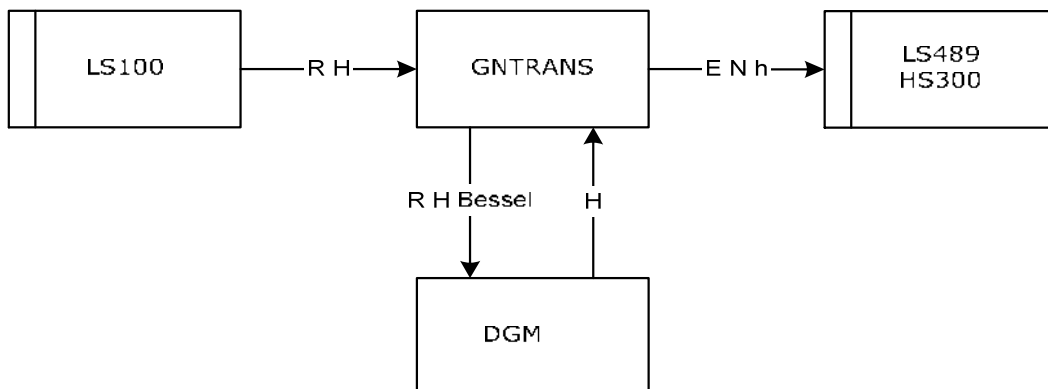 LS100
R H
GNTRANS
E N h
LS489
HS300
R H Bessel
H
DGM